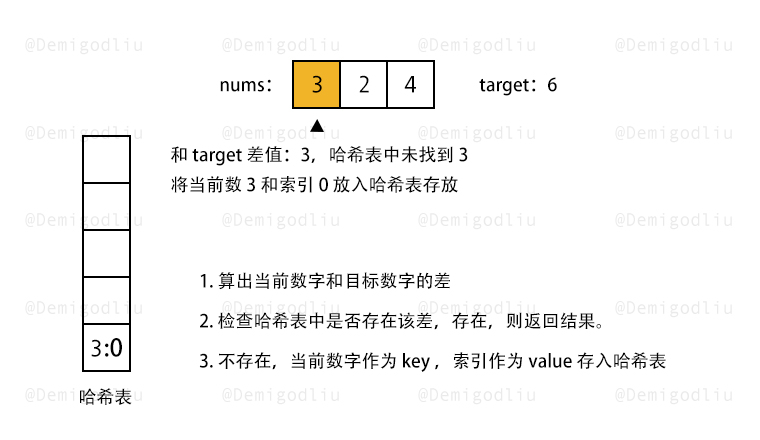 @Demigodliu @Demigodliu @Demigodliu @Demigodliu
nums: 3 2 4 target: 6
@Demigodliu @Demigodliu @Demigodliu @Demigodliu
和 target 差值：3，哈希表中未找到 3
将当前数 3 和索引 0 放入哈希表存放
@Demigodliu @Demigodliu @Demigodliu @Demigodliu
1. 算出当前数字和目标数字的差
@Demigodliu @Demigodliu @Demigodliu @Demigodliu
2. 检查哈希表中是否存在该差，存在，则返回结果。
3:0
3. 不存在，当前数字作为 key ，索引作为 value 存入哈希表
@Demigodliu @Demigodliu @Demigodliu @Demigodliu
哈希表